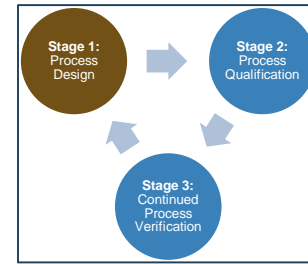 Stage 1:
Process
Design
Stage 2:
Process
Qualification
Stage 3:
Continued
Process
Verification